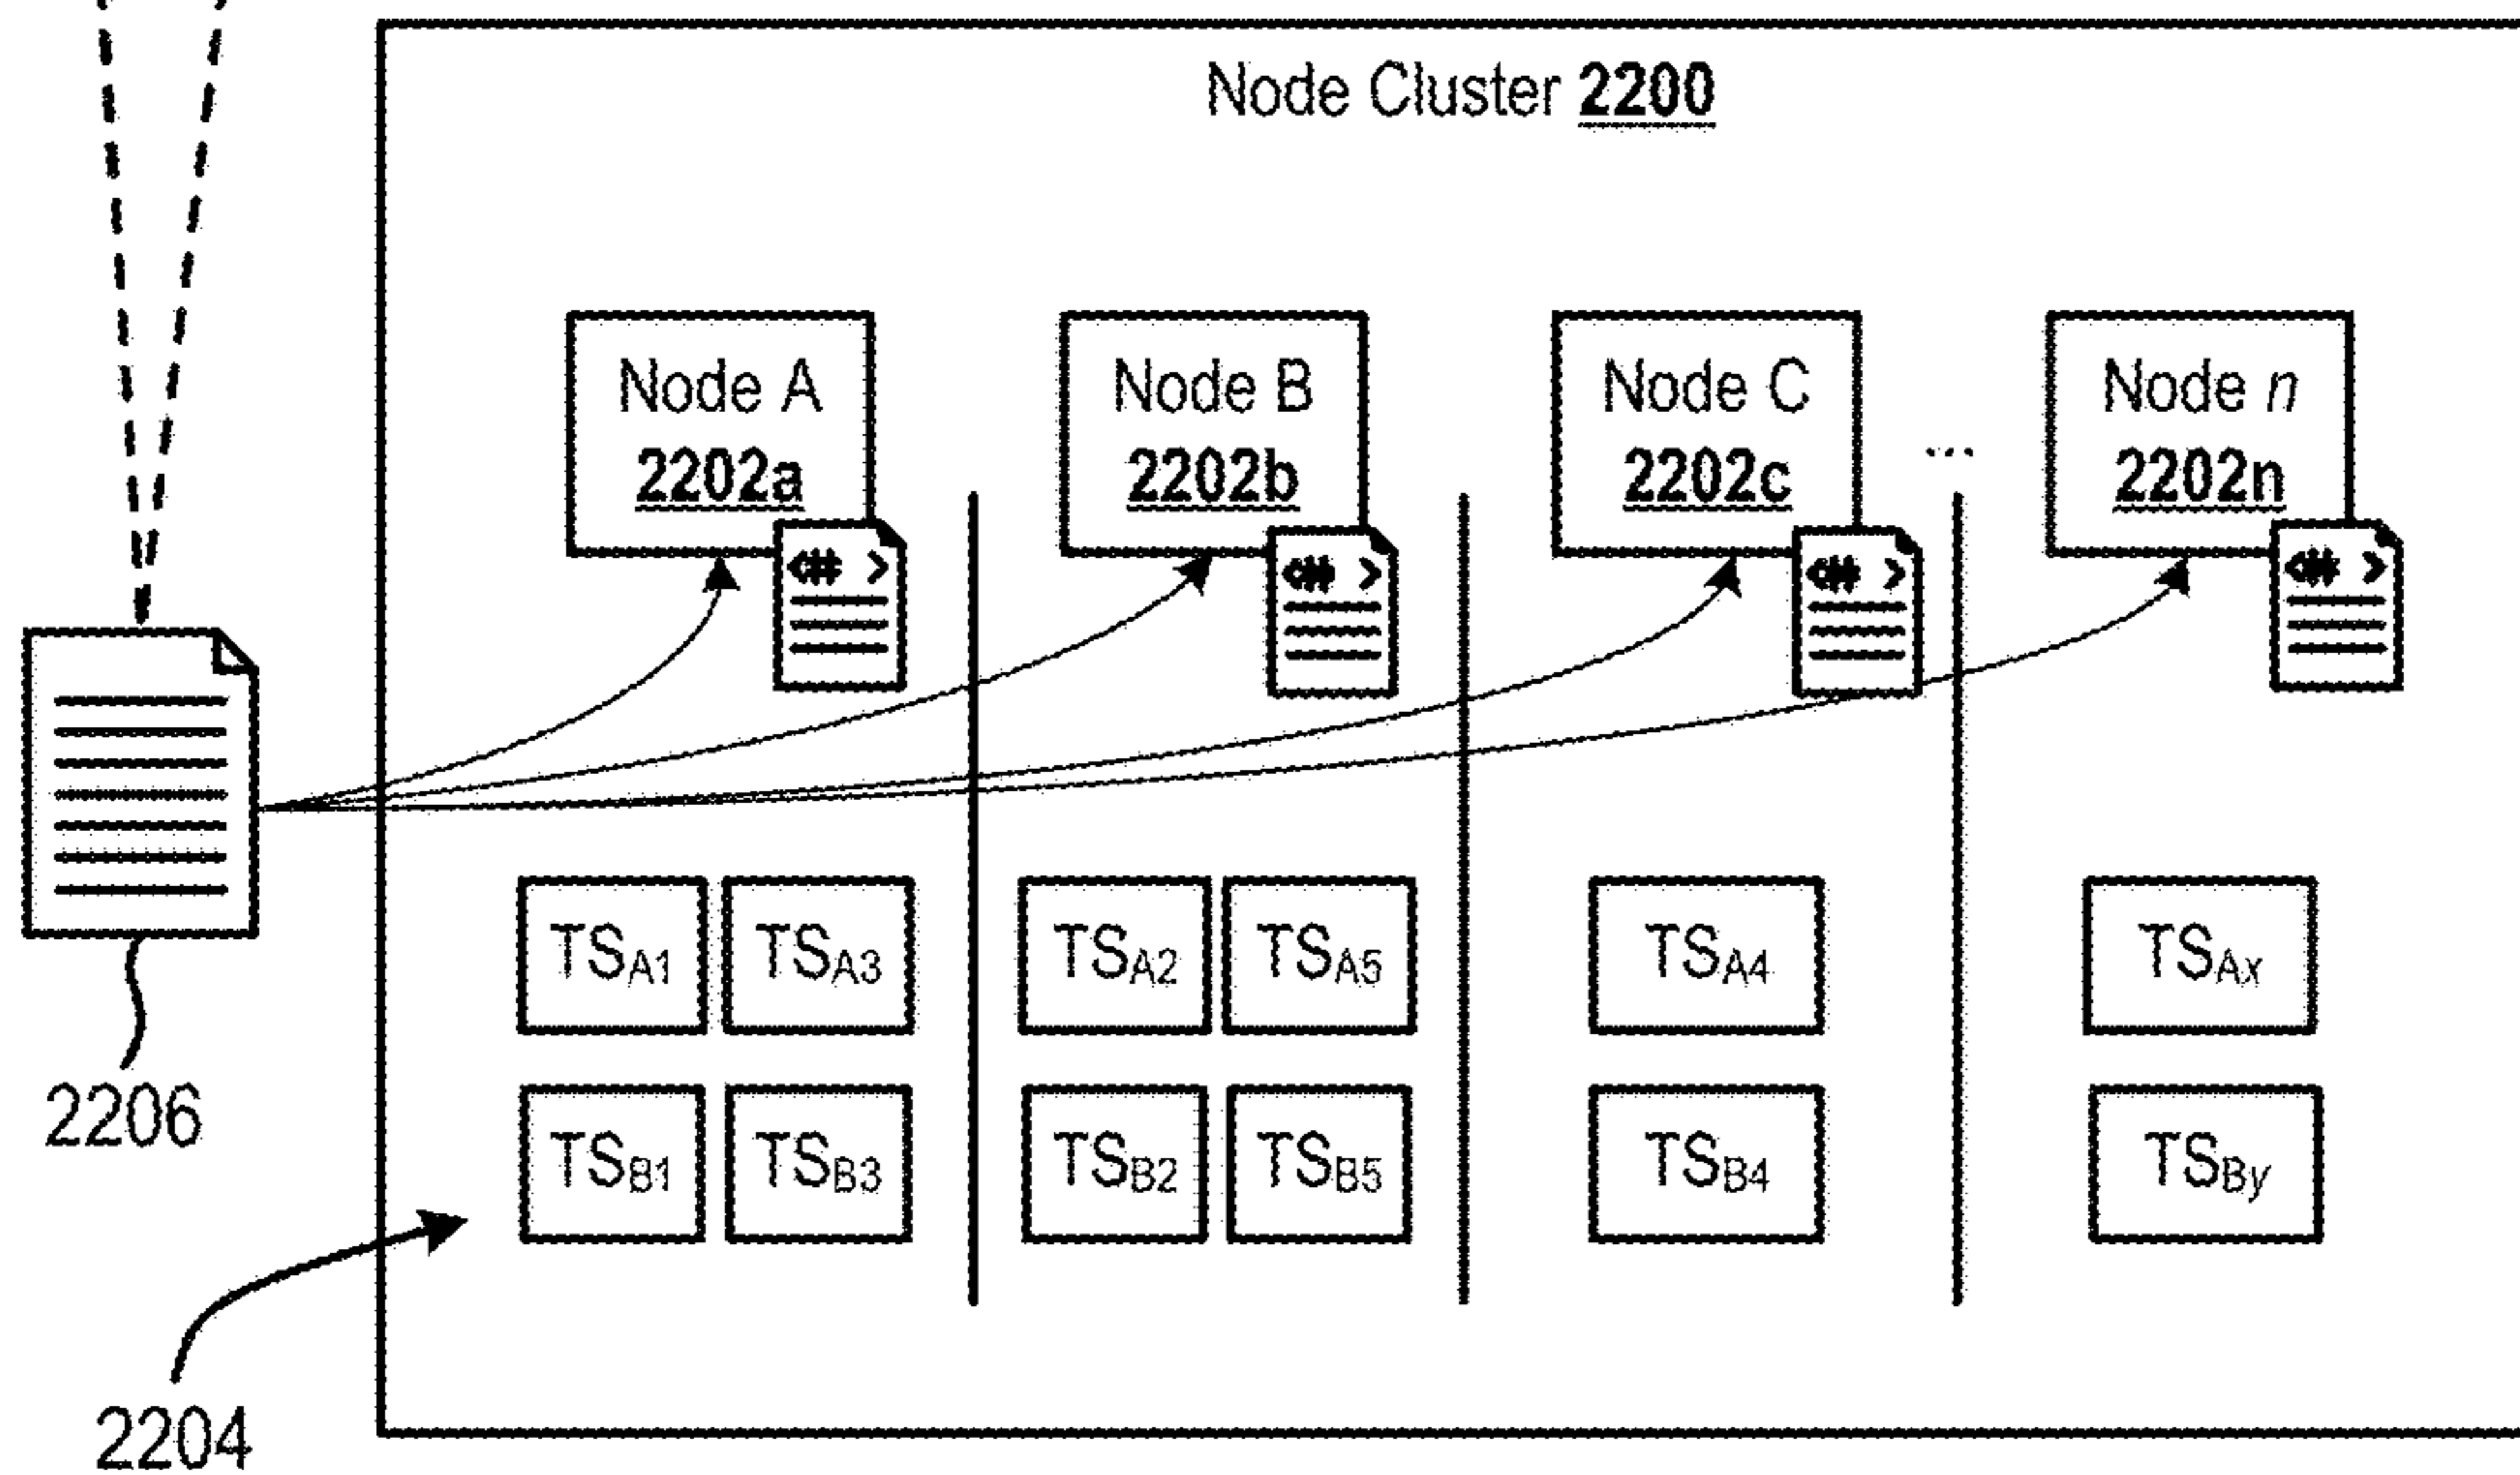 Node Cluster 2200
Node A
2202a
Node B
2202b
Node C
2202c
...
Node n
2202n
<# >
<# >
<# >
<# >
TSA1
TSA3
TSA2
TSA5
TSA4
TSAx
2206
TSB1
TSB3
TSB2
TSB5
TSB4
TSBy
2204